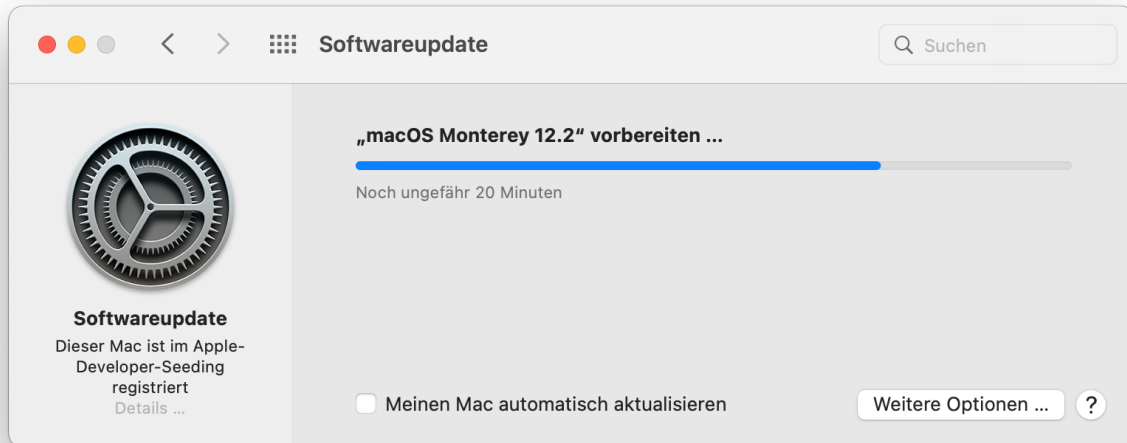 Softwareupdate
Suchen
„macOS Monterey 12.2“ vorbereiten ...
Noch ungefähr 20 Minuten
Softwareupdate
Dieser Mac ist im Apple-
Developer-Seeding
registriert
Details ...
Meinen Mac automatisch aktualisieren
Weitere Optionen ...
?